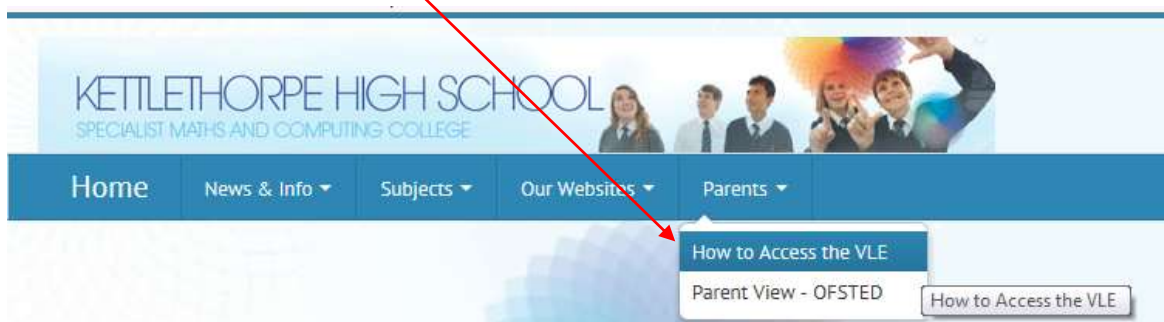 KETTLETHORPE HIGH SCHOOL
SPECIALIST MATHS AND COMPUTING COLLEGE
Home News & Info Subjects Our Websites Parents
How to Access the VLE
Parent View - OFSTED
How to Access the VLE